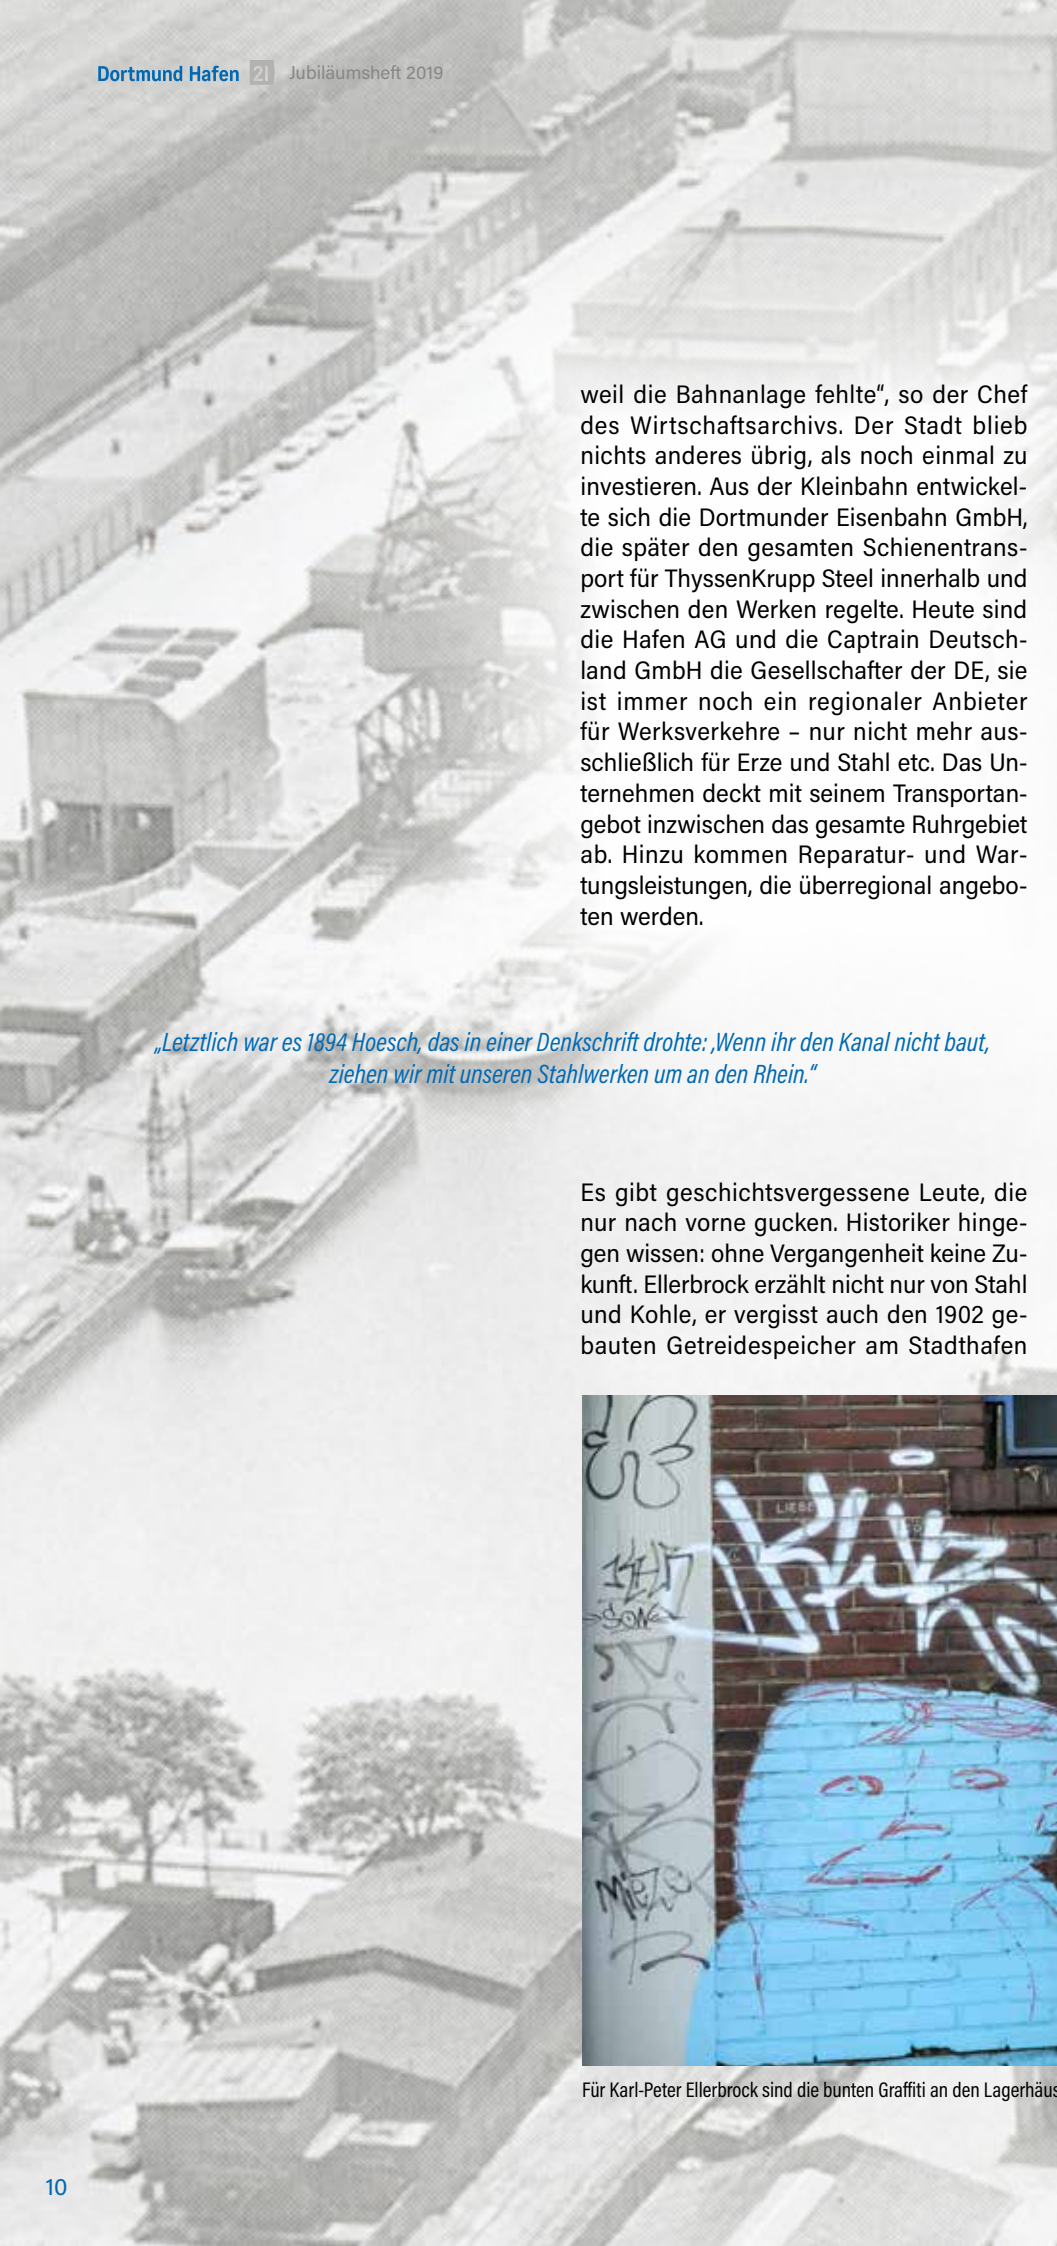 Dortmund Hafen 21 Jubiläumsheft 2019
weil die Bahnanlage fehlte“, so der Chef
des Wirtschaftsarchivs. Der Stadt blieb
nichts anderes übrig, als noch einmal zu
investieren. Aus der Kleinbahn entwickel-
te sich die Dortmunder Eisenbahn GmbH,
die später den gesamten Schienentrans-
port für ThyssenKrupp Steel innerhalb und
zwischen den Werken regelte. Heute sind
die Hafen AG und die Captrain Deutsch-
land GmbH die Gesellschafter der DE, sie
ist immer noch ein regionaler Anbieter
für Werksverkehre – nur nicht mehr aus-
schließlich für Erze und Stahl etc. Das Un-
ternehmen deckt mit seinem Transportan-
gebot inzwischen das gesamte Ruhrgebiet
ab. Hinzu kommen Reparatur- und War-
tungsleistungen, die überregional angebo-
ten werden.
„Letztlich war es 1894 Hoesch, das in einer Denkschrift drohte: ‚Wenn ihr den Kanal nicht baut,
ziehen wir mit unseren Stahlwerken um an den Rhein.“
Es gibt geschichtsvergessene Leute, die
nur nach vorne gucken. Historiker hinge-
gen wissen: ohne Vergangenheit keine Zu-
kunft. Ellerbrock erzählt nicht nur von Stahl
und Kohle, er vergisst auch den 1902 ge-
bauten Getreidespeicher am Stadthafen
LIEBE
SON
MIEZE
Für Karl-Peter Ellerbrock sind die bunten Graffiti an den Lagerhäus
10